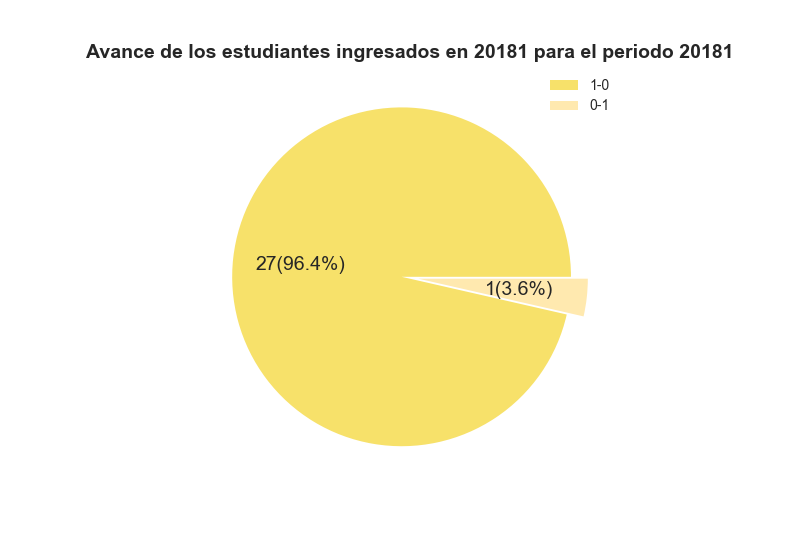 Avance de los estudiantes ingresados en 20181 para el periodo 20181
1-0
0-1
27(96.4%)
1(3.6%)